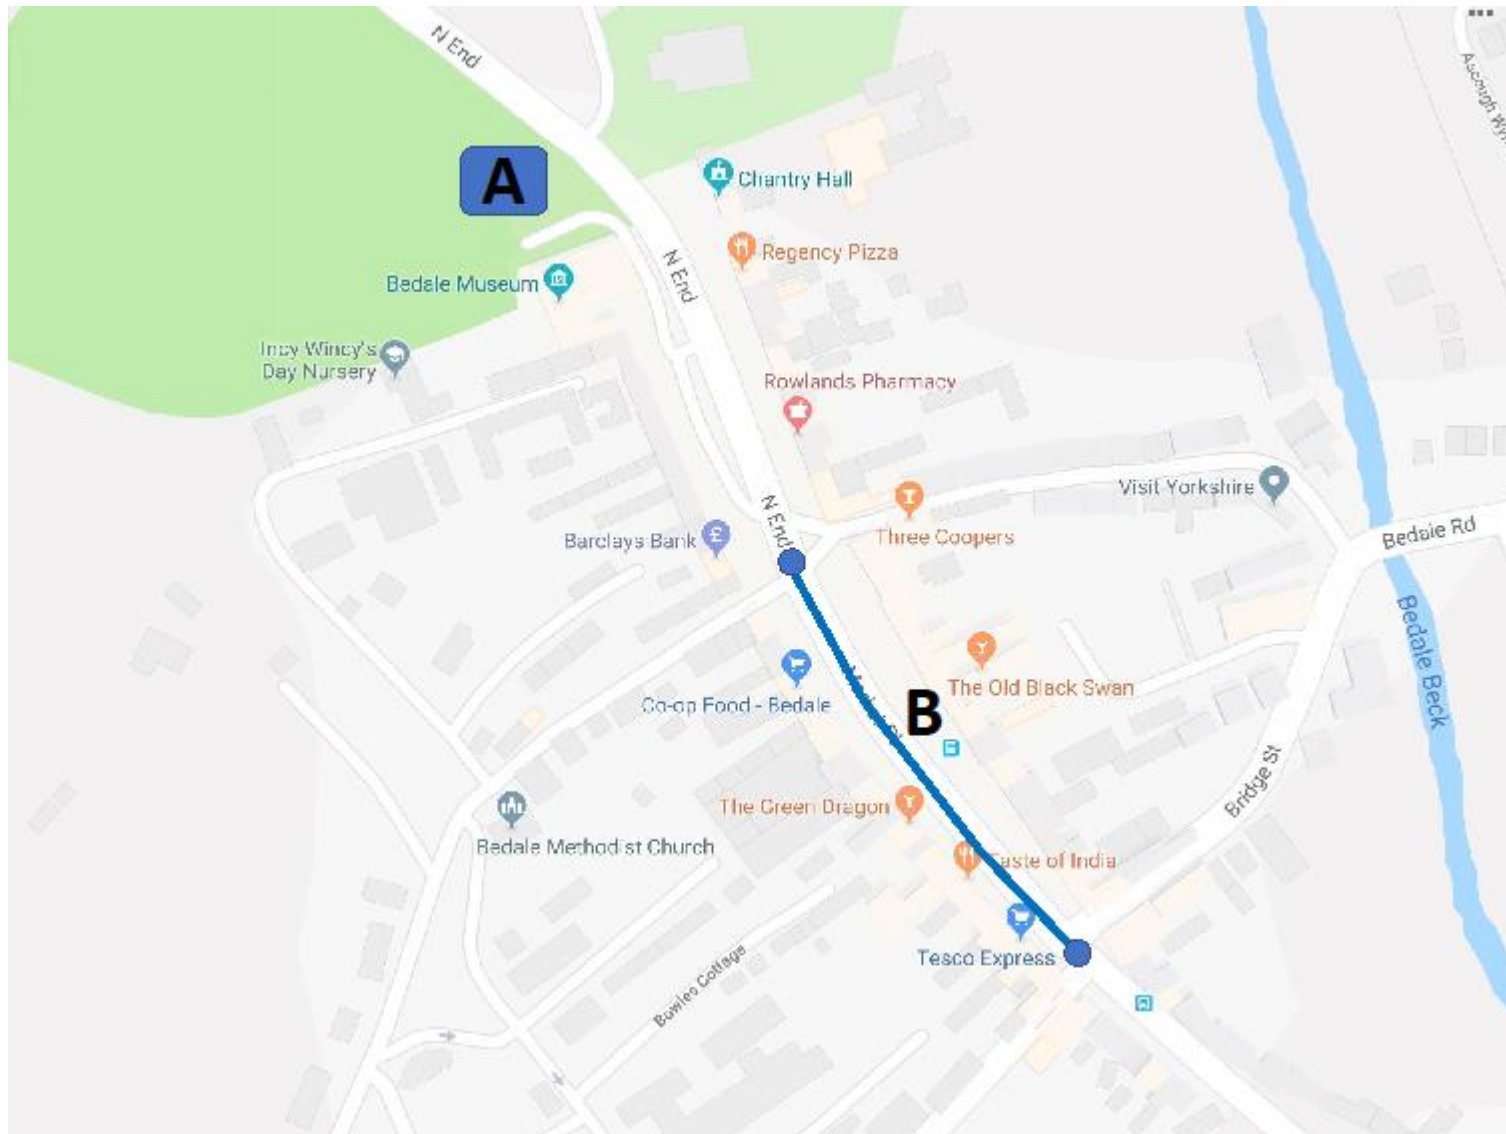 N End
Ascough Wy
A
Chantry Hall
Regency Pizza
N End
Bedale Museum
Incy Wincy's
Day Nursery
Rowlands Pharmacy
Visit Yorkshire
N End
Three Coopers
Barclays Bank
Bedale Rd
Bedale Beck
The Old Black Swan
Co-op Food - Bedale
B
Bridge St
The Green Dragon
Bedale Methodist Church
Taste of India
Tesco Express
Bowles Cottage